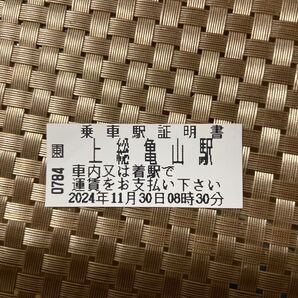 乗車駅証明書
上総亀山駅
車内又は着駅で
運賃をお支払い下さい
2024年11月30日08時30分
0764